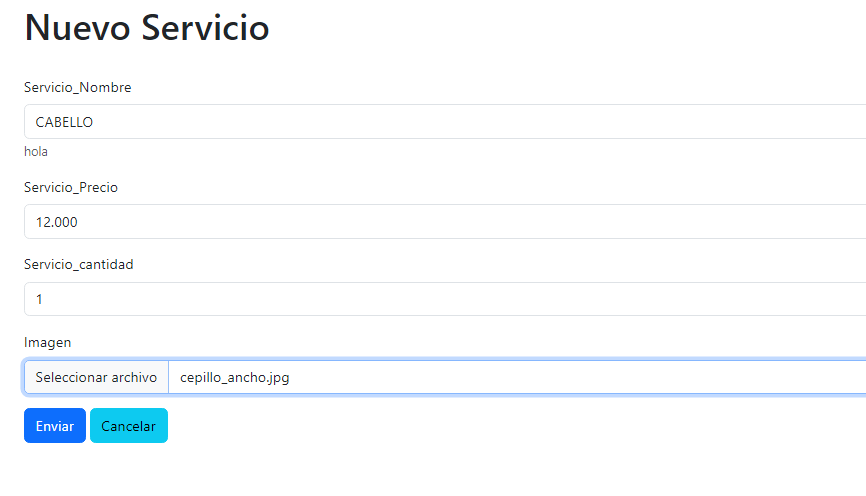 Nuevo Servicio
Servicio_Nombre
CABELLO
hola
Servicio_Precio
12.000
Servicio_cantidad
1
Imagen
Seleccionar archivo cepillo_ancho.jpg
Enviar Cancelar